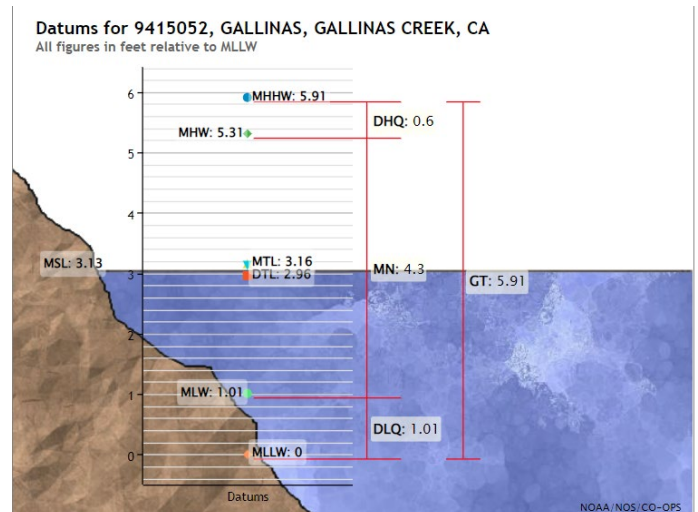 Datums for 9415052, GALLINAS, GALLINAS CREEK, CA
All figures in feet relative to MLLW
6
MHHW: 5.91
DHQ: 0.6
MHW: 5.31
5
4
MSL: 3.13
MTL: 3.16
3
DTL: 2.96
MN: 4.3
GT: 5.91
2
MLW: 1.01
1
DLQ: 1.01
0
MLLW: 0
Datums
NOAA/NOS/CO-OPS